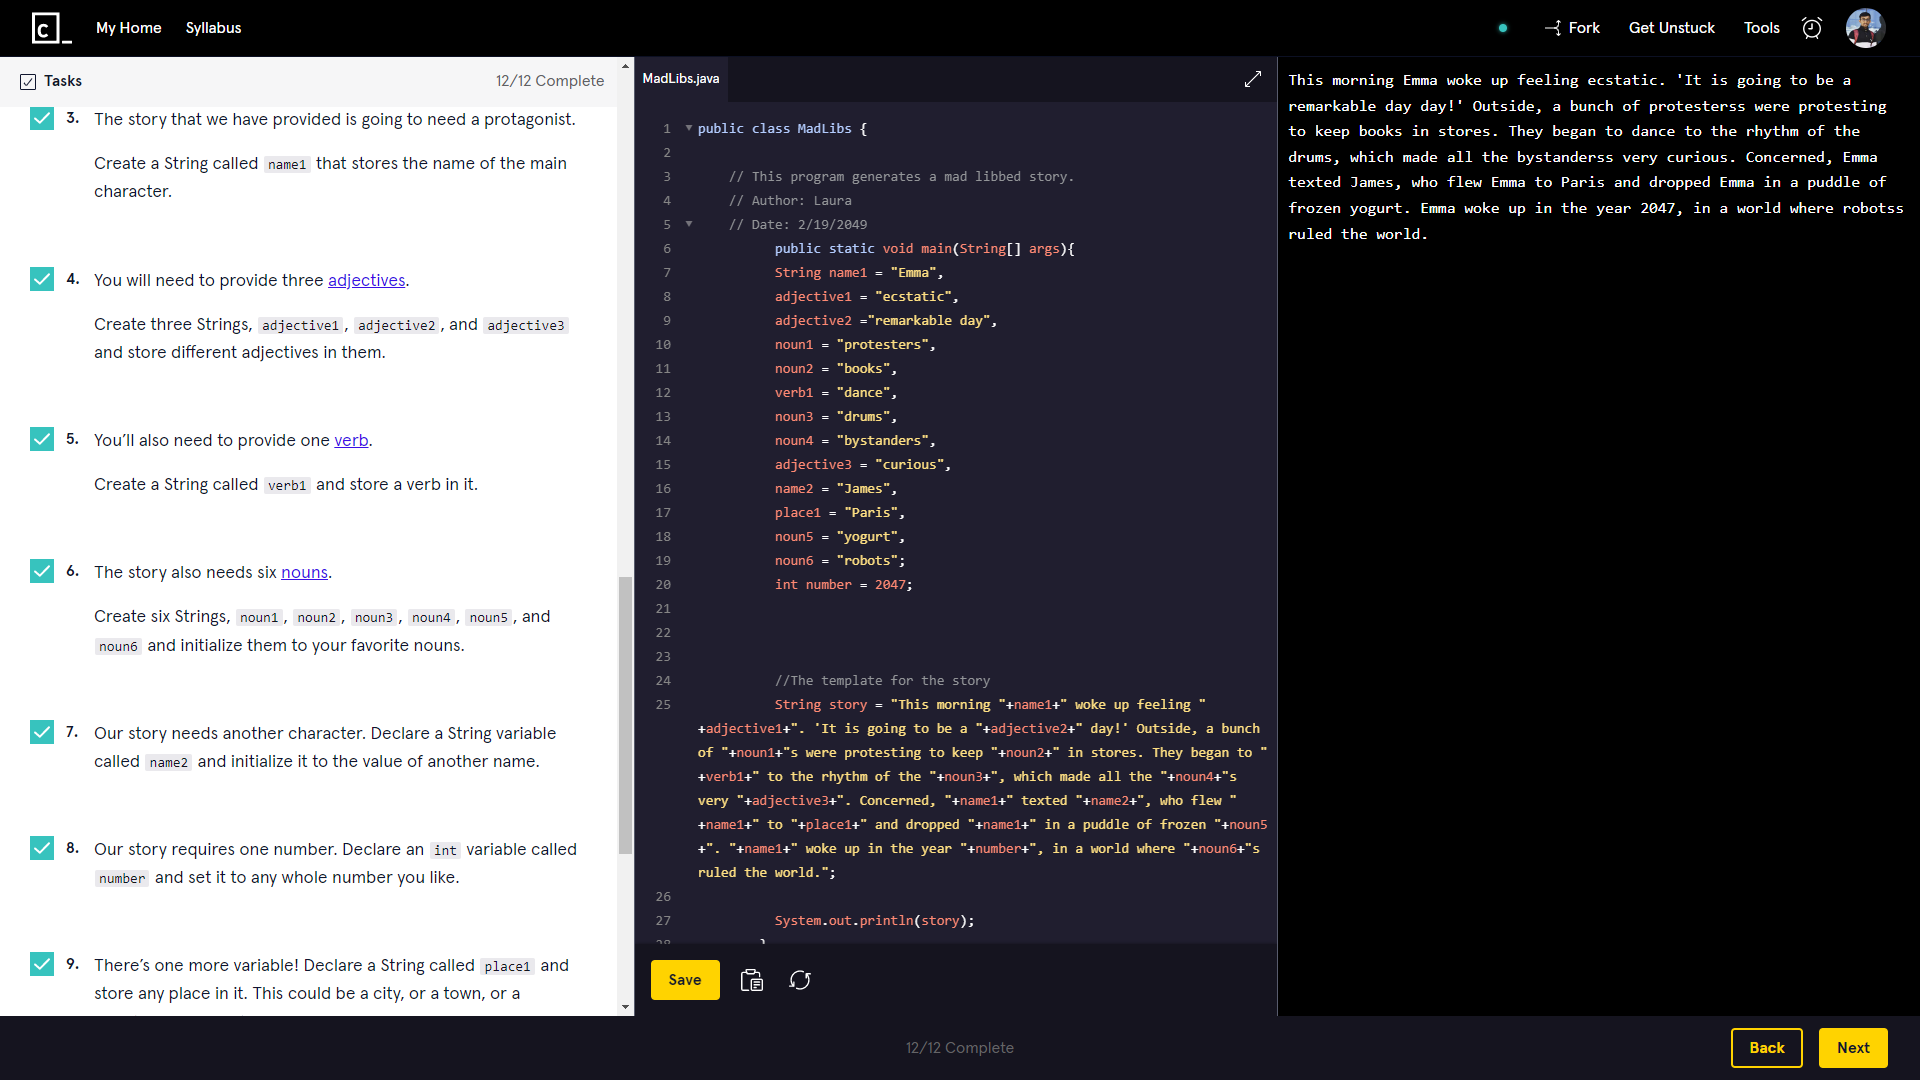 My Home
Syllabus
Fork
Get Unstuck
Tools
Tasks
12/12 Complete
3. The story that we have provided is going to need a protagonist.
Create a String called name1 that stores the name of the main
character.
4. You will need to provide three adjectives.
Create three Strings, adjective1, adjective2, and adjective3
and store different adjectives in them.
5. You’ll also need to provide one verb.
Create a String called verb1 and store a verb in it.
6. The story also needs six nouns.
Create six Strings, noun1, noun2, noun3, noun4, noun5, and
noun6 and initialize them to your favorite nouns.
7. Our story needs another character. Declare a String variable
called name2 and initialize it to the value of another name.
8. Our story requires one number. Declare an int variable called
number and set it to any whole number you like.
9. There’s one more variable! Declare a String called place1 and
store any place in it. This could be a city, or a town, or a
MadLibs.java
1 public class MadLibs {
2
3 // This program generates a mad libbed story.
4 // Author: Laura
5 // Date: 2/19/2049
6 public static void main(String[] args){
7 String name1 = "Emma",
8 adjective1 = "ecstatic",
9 adjective2 ="remarkable day",
10 noun1 = "protesters",
11 noun2 = "books",
12 verb1 = "dance",
13 noun3 = "drums",
14 noun4 = "bystanders",
15 adjective3 = "curious",
16 name2 = "James",
17 place1 = "Paris",
18 noun5 = "yogurt",
19 noun6 = "robots";
20 int number = 2047;
21
22
23
24 //The template for the story
25 String story = "This morning "+name1+" woke up feeling "
+adjective1+". 'It is going to be a "+adjective2+" day!' Outside, a bunch
of "+noun1+"s were protesting to keep "+noun2+" in stores. They began to "
+verb1+" to the rhythm of the "+noun3+", which made all the "+noun4+"s
very "+adjective3+". Concerned, "+name1+" texted "+name2+", who flew "
+name1+" to "+place1+" and dropped "+name1+" in a puddle of frozen "+noun5
+". "+name1+" woke up in the year "+number+", in a world where "+noun6+"s
ruled the world.";
26
27 System.out.println(story);
28 }
Save
This morning Emma woke up feeling ecstatic. 'It is going to be a
remarkable day day!' Outside, a bunch of protesterss were protesting
to keep books in stores. They began to dance to the rhythm of the
drums, which made all the bystanderss very curious. Concerned, Emma
texted James, who flew Emma to Paris and dropped Emma in a puddle of
frozen yogurt. Emma woke up in the year 2047, in a world where robotss
ruled the world.
12/12 Complete
Back
Next